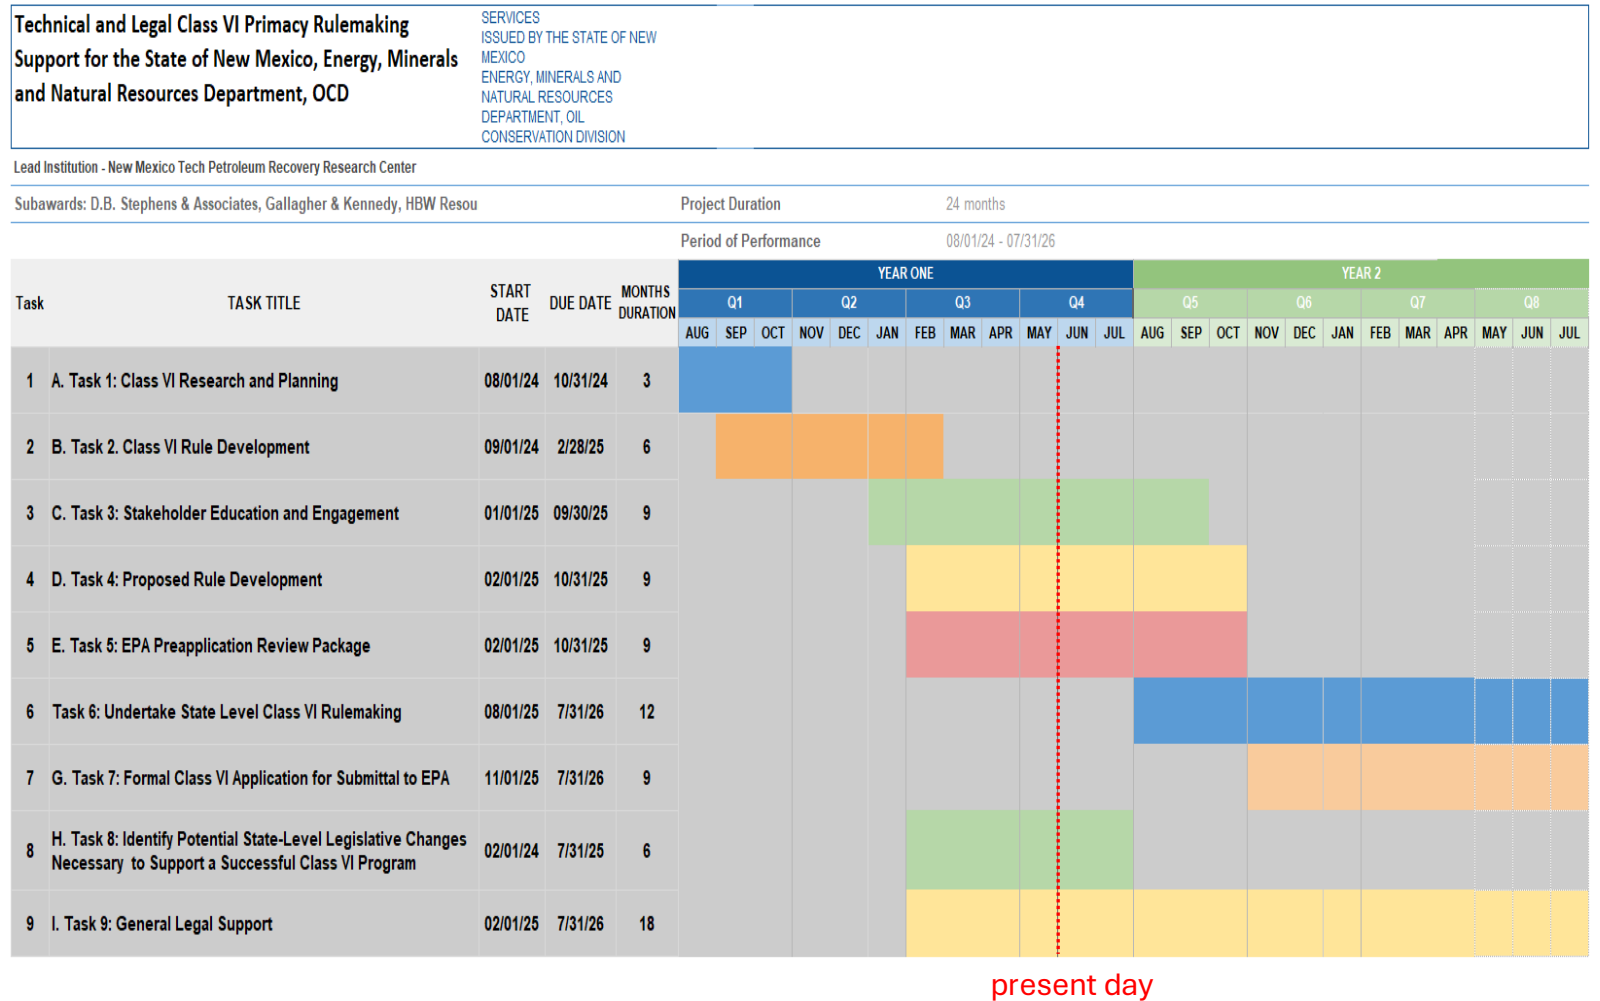 Technical and Legal Class VI Primacy Rulemaking
Support for the State of New Mexico, Energy, Minerals
and Natural Resources Department, OCD
SERVICES
ISSUED BY THE STATE OF NEW
MEXICO
ENERGY, MINERALS AND
NATURAL RESOURCES
DEPARTMENT, OIL
CONSERVATION DIVISION
Lead Institution - New Mexico Tech Petroleum Recovery Research Center
Subawards: D.B. Stephens & Associates, Gallagher & Kennedy, HBW Resou
Project Duration 24 months
Period of Performance 08/01/24 - 07/31/26
Task TASK TITLE START DATE DUE DATE MONTHS DURATION
YEAR ONE YEAR 2
Q1 Q2 Q3 Q4 Q5 Q6 Q7 Q8
AUG SEP OCT NOV DEC JAN FEB MAR APR MAY JUN JUL AUG SEP OCT NOV DEC JAN FEB MAR APR MAY JUN JUL
1 A. Task 1: Class VI Research and Planning 08/01/24 10/31/24 3
2 B. Task 2. Class VI Rule Development 09/01/24 2/28/25 6
3 C. Task 3: Stakeholder Education and Engagement 01/01/25 09/30/25 9
4 D. Task 4: Proposed Rule Development 02/01/25 10/31/25 9
5 E. Task 5: EPA Preapplication Review Package 02/01/25 10/31/25 9
6 Task 6: Undertake State Level Class VI Rulemaking 08/01/25 7/31/26 12
7 G. Task 7: Formal Class VI Application for Submittal to EPA 11/01/25 7/31/26 9
8 H. Task 8: Identify Potential State-Level Legislative Changes
Necessary to Support a Successful Class VI Program 02/01/24 7/31/25 6
9 I. Task 9: General Legal Support 02/01/25 7/31/26 18
present day